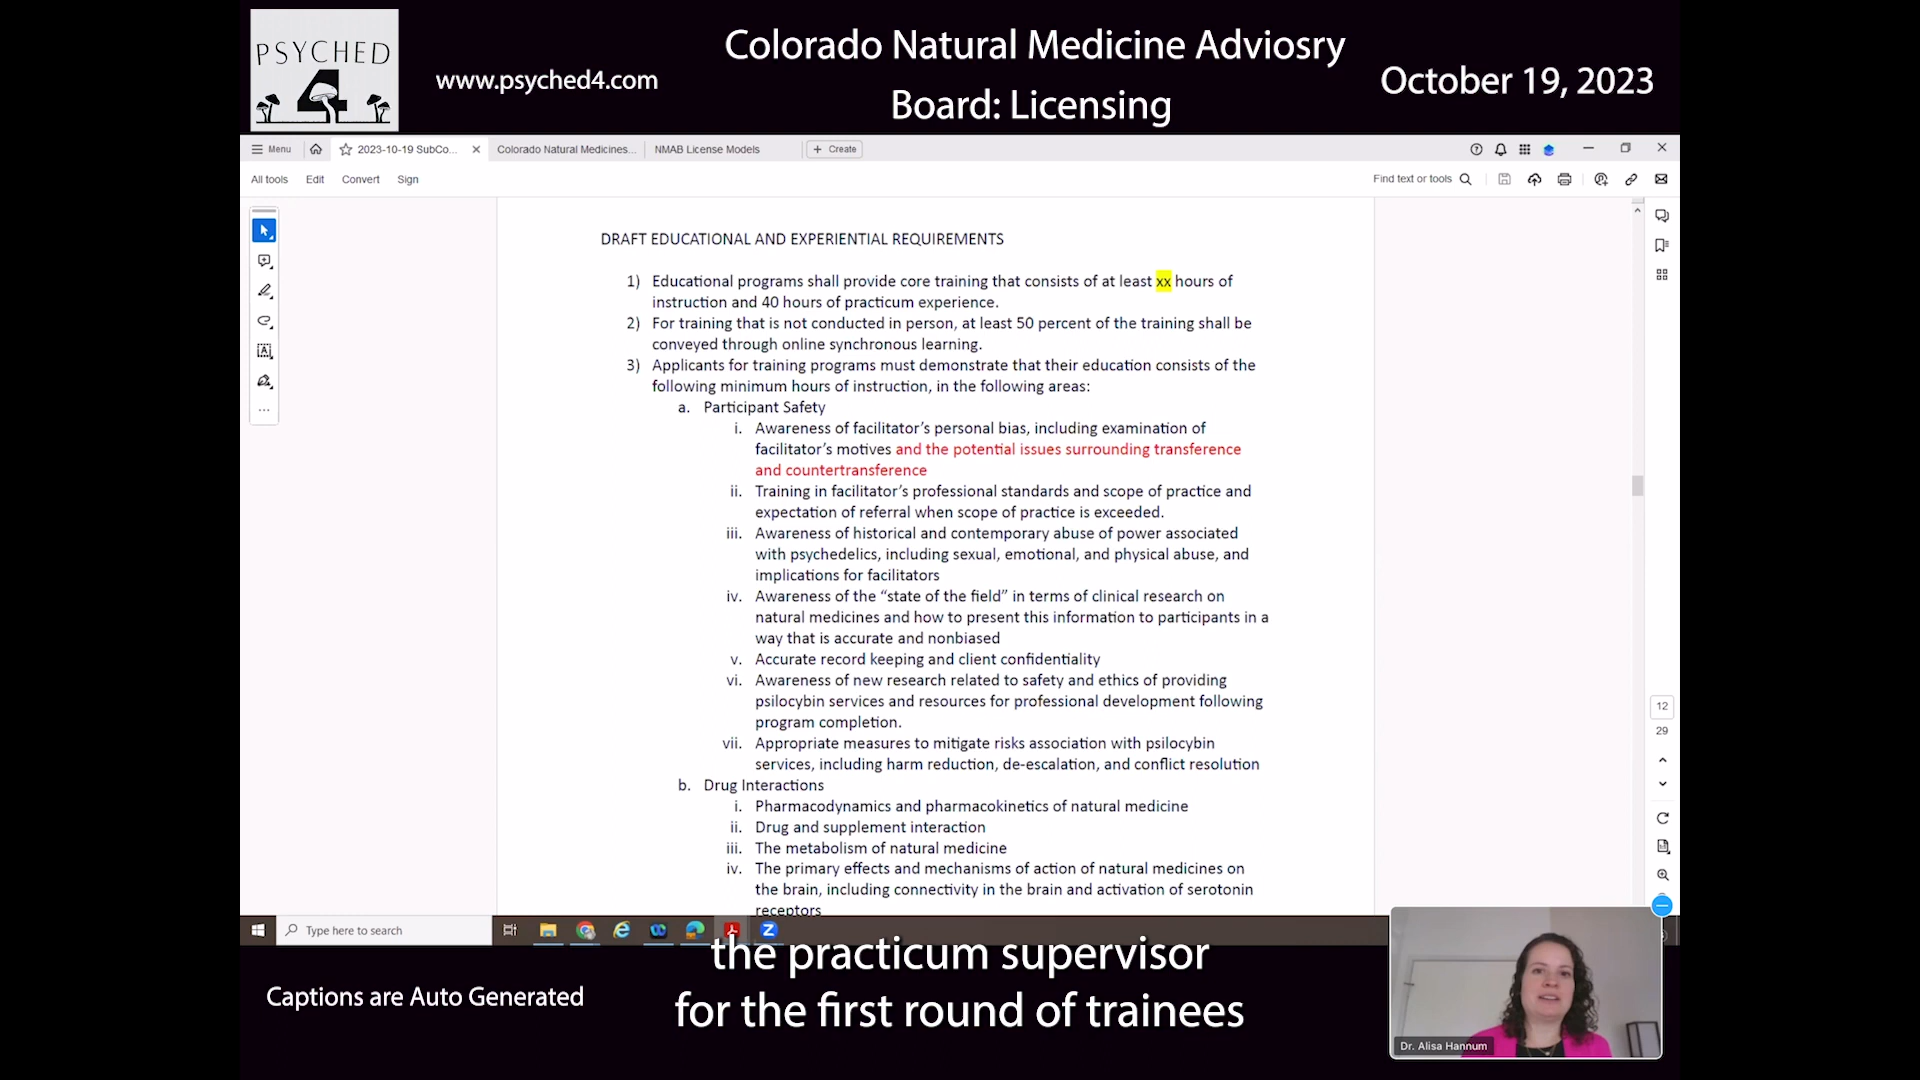 PSYCHED
4
www.psyched4.com
Colorado Natural Medicine Adviosry
Board: Licensing
October 19, 2023
Menu
2023-10-19 SubCo...
Colorado Natural Medicines...
NMAB License Models
+ Create
All tools
Edit
Convert
Sign
Find text or tools
DRAFT EDUCATIONAL AND EXPERIENTIAL REQUIREMENTS
1) Educational programs shall provide core training that consists of at least xx hours of
instruction and 40 hours of practicum experience.
2) For training that is not conducted in person, at least 50 percent of the training shall be
conveyed through online synchronous learning.
3) Applicants for training programs must demonstrate that their education consists of the
following minimum hours of instruction, in the following areas:
a. Participant Safety
i. Awareness of facilitator's personal bias, including examination of
facilitator's motives and the potential issues surrounding transference
and countertransference
ii. Training in facilitator's professional standards and scope of practice and
expectation of referral when scope of practice is exceeded.
iii. Awareness of historical and contemporary abuse of power associated
with psychedelics, including sexual, emotional, and physical abuse, and
implications for facilitators
iv. Awareness of the “state of the field” in terms of clinical research on
natural medicines and how to present this information to participants in a
way that is accurate and nonbiased
v. Accurate record keeping and client confidentiality
vi. Awareness of new research related to safety and ethics of providing
psilocybin services and resources for professional development following
program completion.
vii. Appropriate measures to mitigate risks association with psilocybin
services, including harm reduction, de-escalation, and conflict resolution
b. Drug Interactions
i. Pharmacodynamics and pharmacokinetics of natural medicine
ii. Drug and supplement interaction
iii. The metabolism of natural medicine
iv. The primary effects and mechanisms of action of natural medicines on
the brain, including connectivity in the brain and activation of serotonin
receptors
12
29
Type here to search
the practicum supervisor
for the first round of trainees
Captions are Auto Generated
Dr. Alisa Hannum